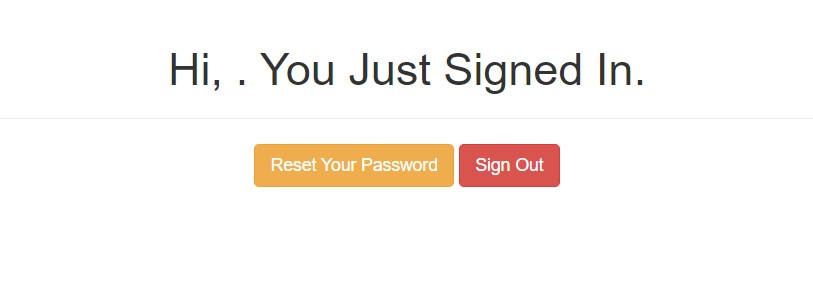 Hi, . You Just Signed In.
Reset Your Password Sign Out